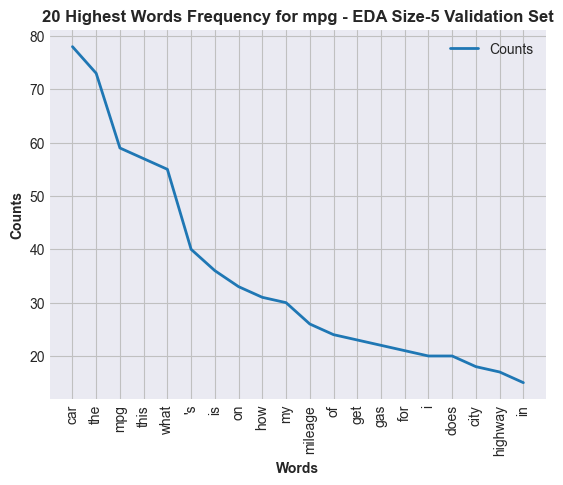 20 Highest Words Frequency for mpg - EDA Size-5 Validation Set
Counts
80
70
60
50
40
30
20
Counts
car
the
mpg
this
what
's
is
on
how
my
mileage
of
get
gas
for
i
does
city
highway
in
Words